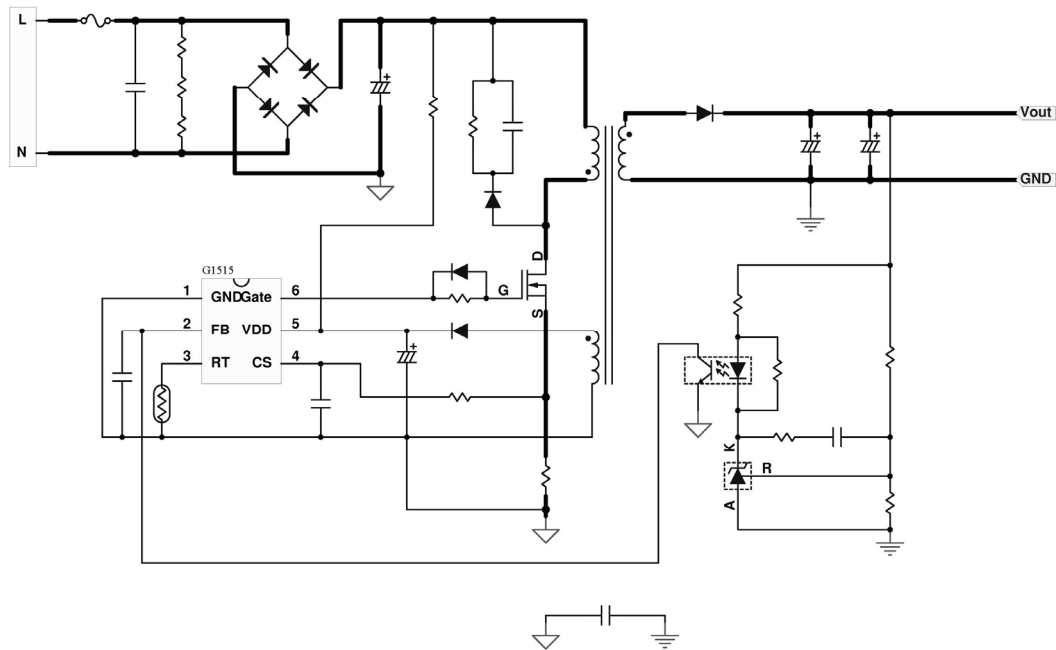 L
N
Vout
GND
G1515
1 GND Gate 6
2 FB VDD 5
3 RT CS 4
D
G
S
K
R
A
+
+
+
+